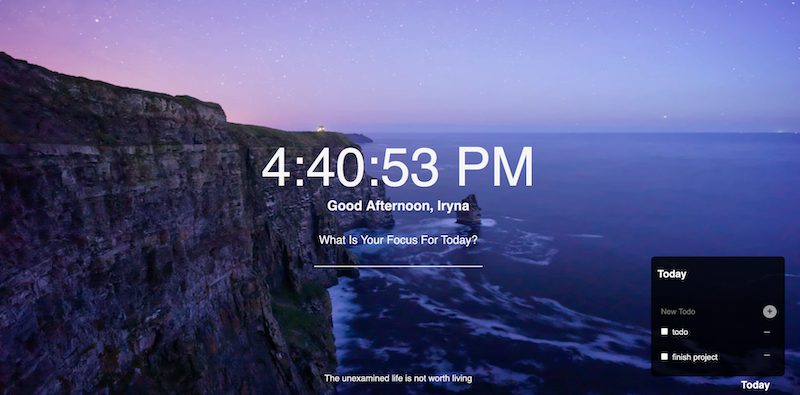 4:40:53 PM
Good Afternoon, Iryna
What Is Your Focus For Today?
Today
New Todo
todo
finish project
The unexamined life is not worth living
Today